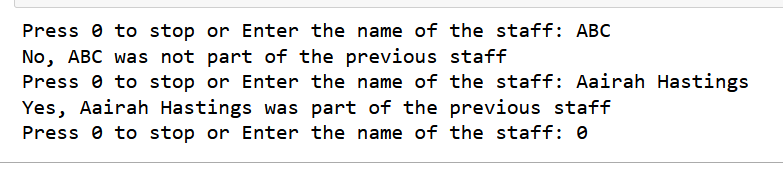 Press 0 to stop or Enter the name of the staff: ABC
No, ABC was not part of the previous staff
Press 0 to stop or Enter the name of the staff: Aairah Hastings
Yes, Aairah Hastings was part of the previous staff
Press 0 to stop or Enter the name of the staff: 0